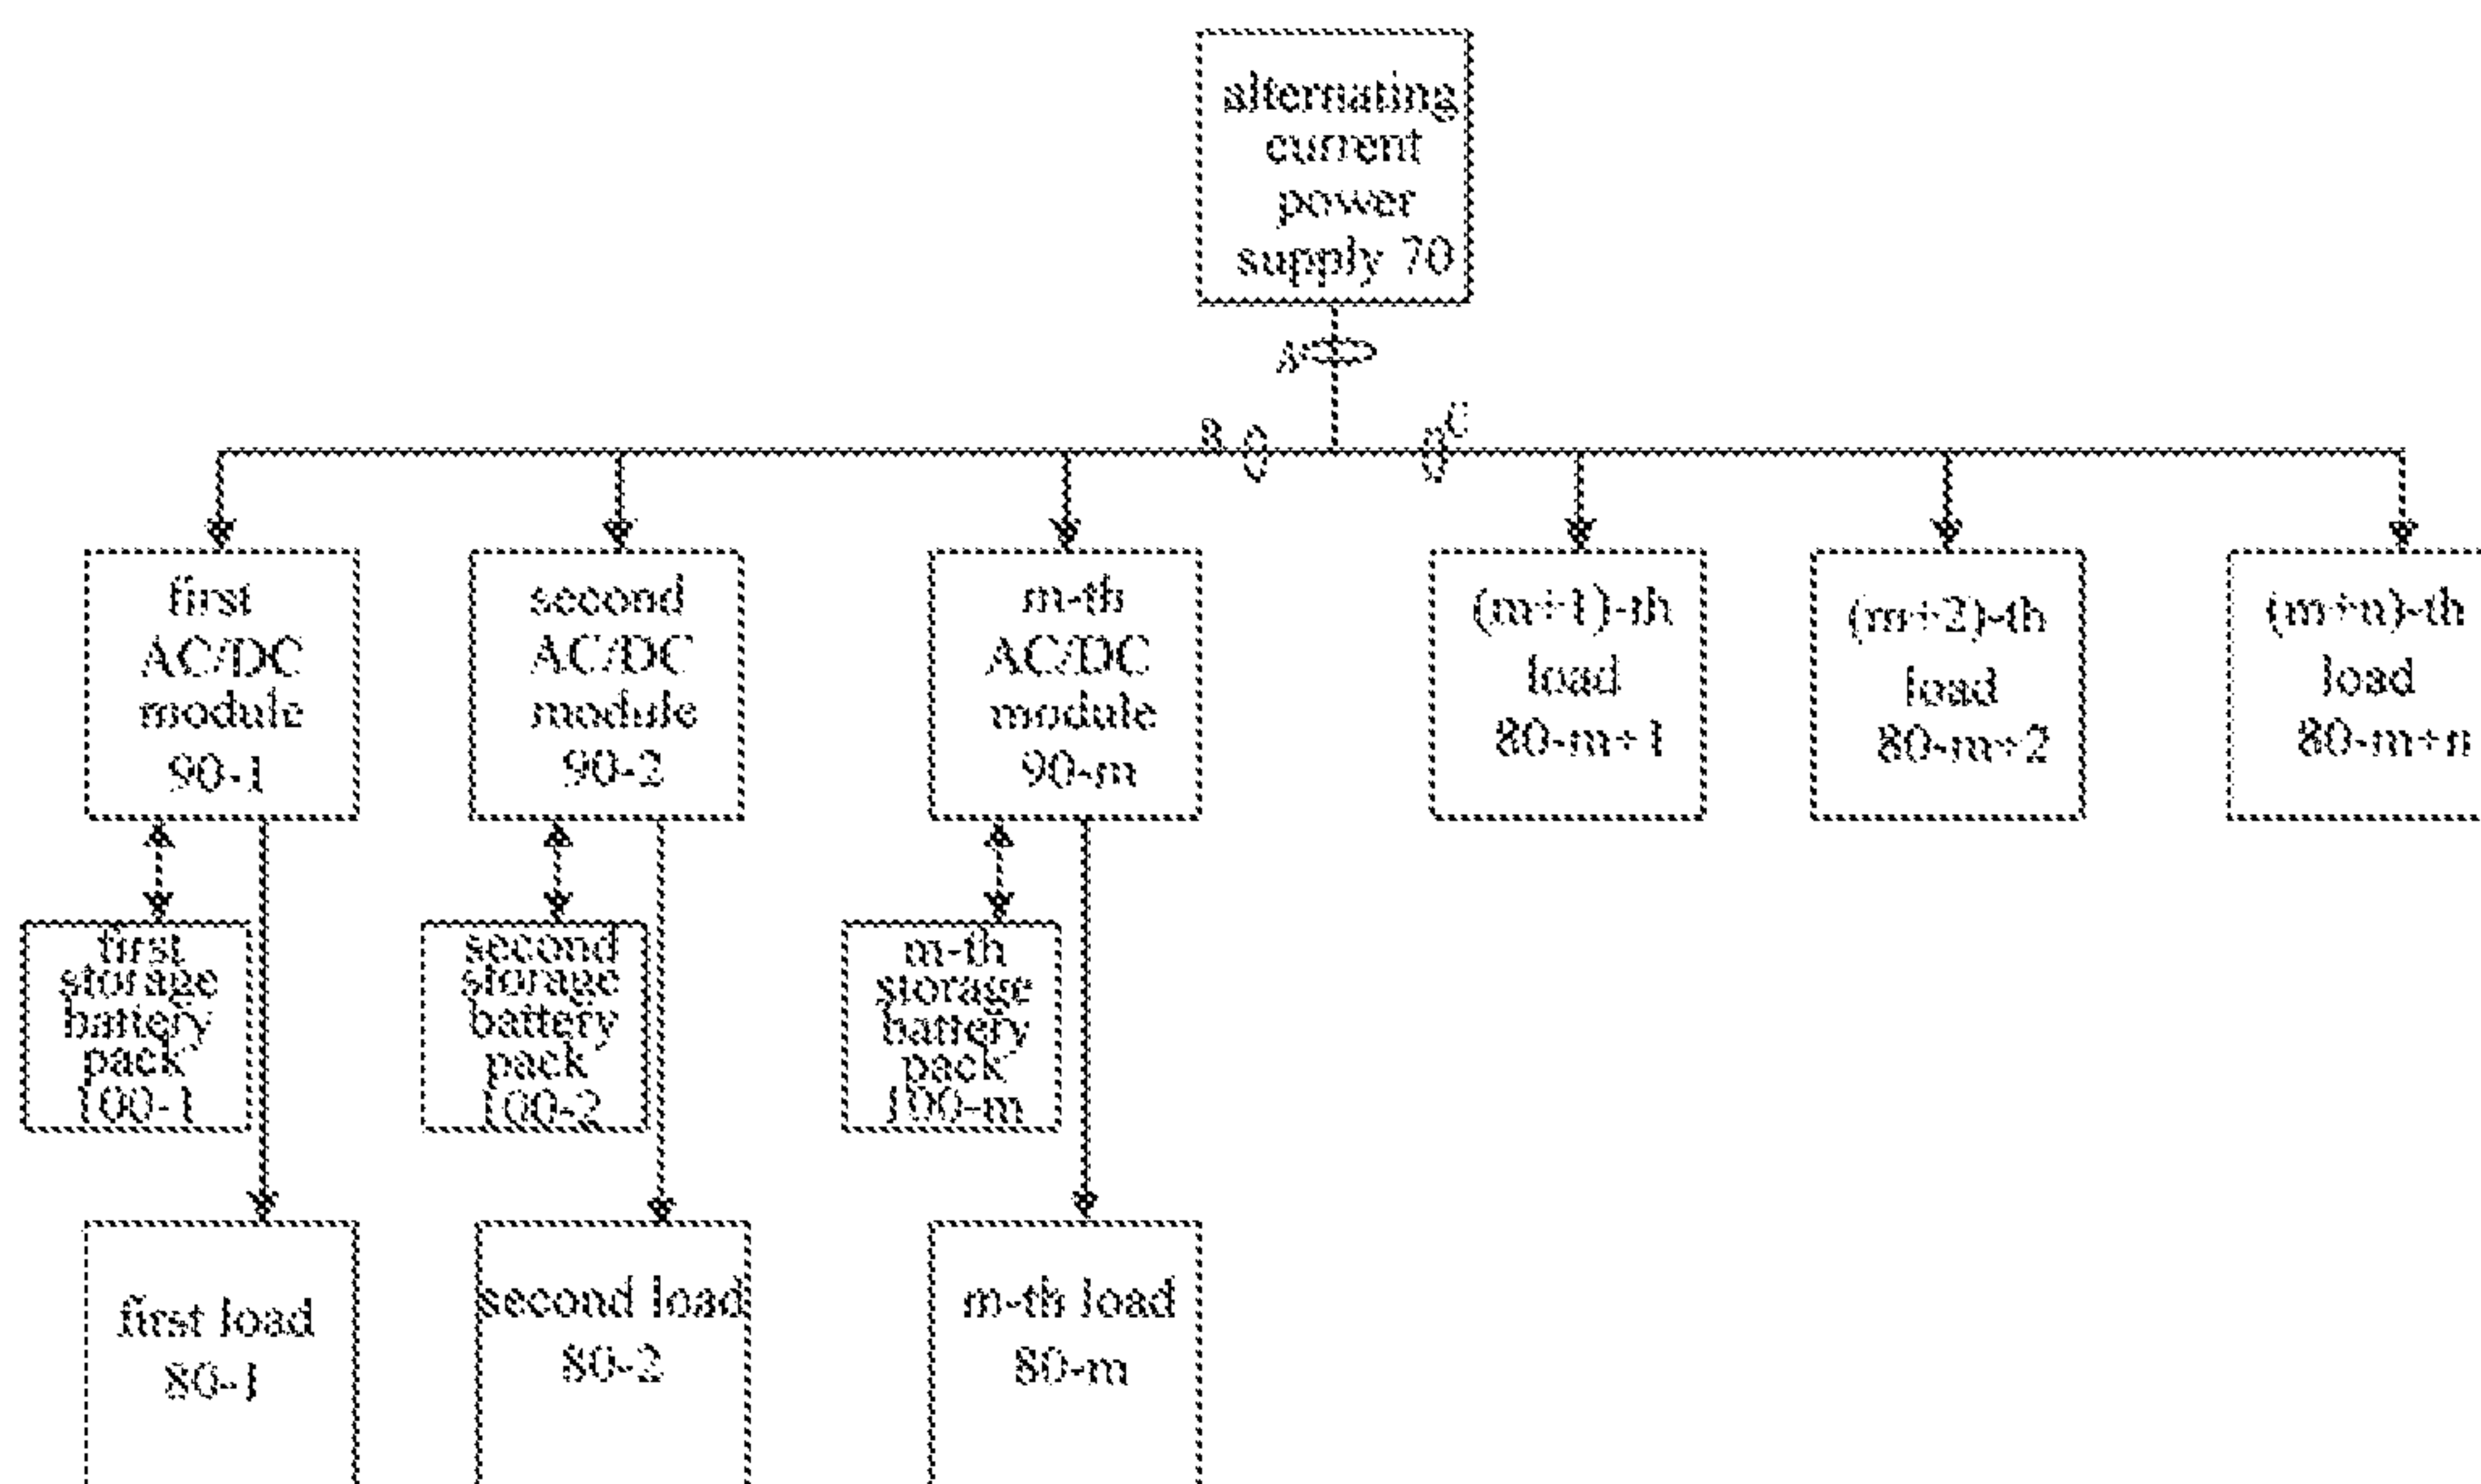 alternating
current
power
supply 70
A
B
C
first
AC/DC
module
90-1
second
AC/DC
module
90-2
m-th
AC/DC
module
90-m
(m+1)-th
load
80-m+1
(m+2)-th
load
80-m+2
(m+n)-th
load
80-m+n
first
storage
battery
pack
100-1
second
storage
battery
pack
100-2
m-th
storage
battery
pack
100-m
first load
80-1
second load
80-2
m-th load
80-m